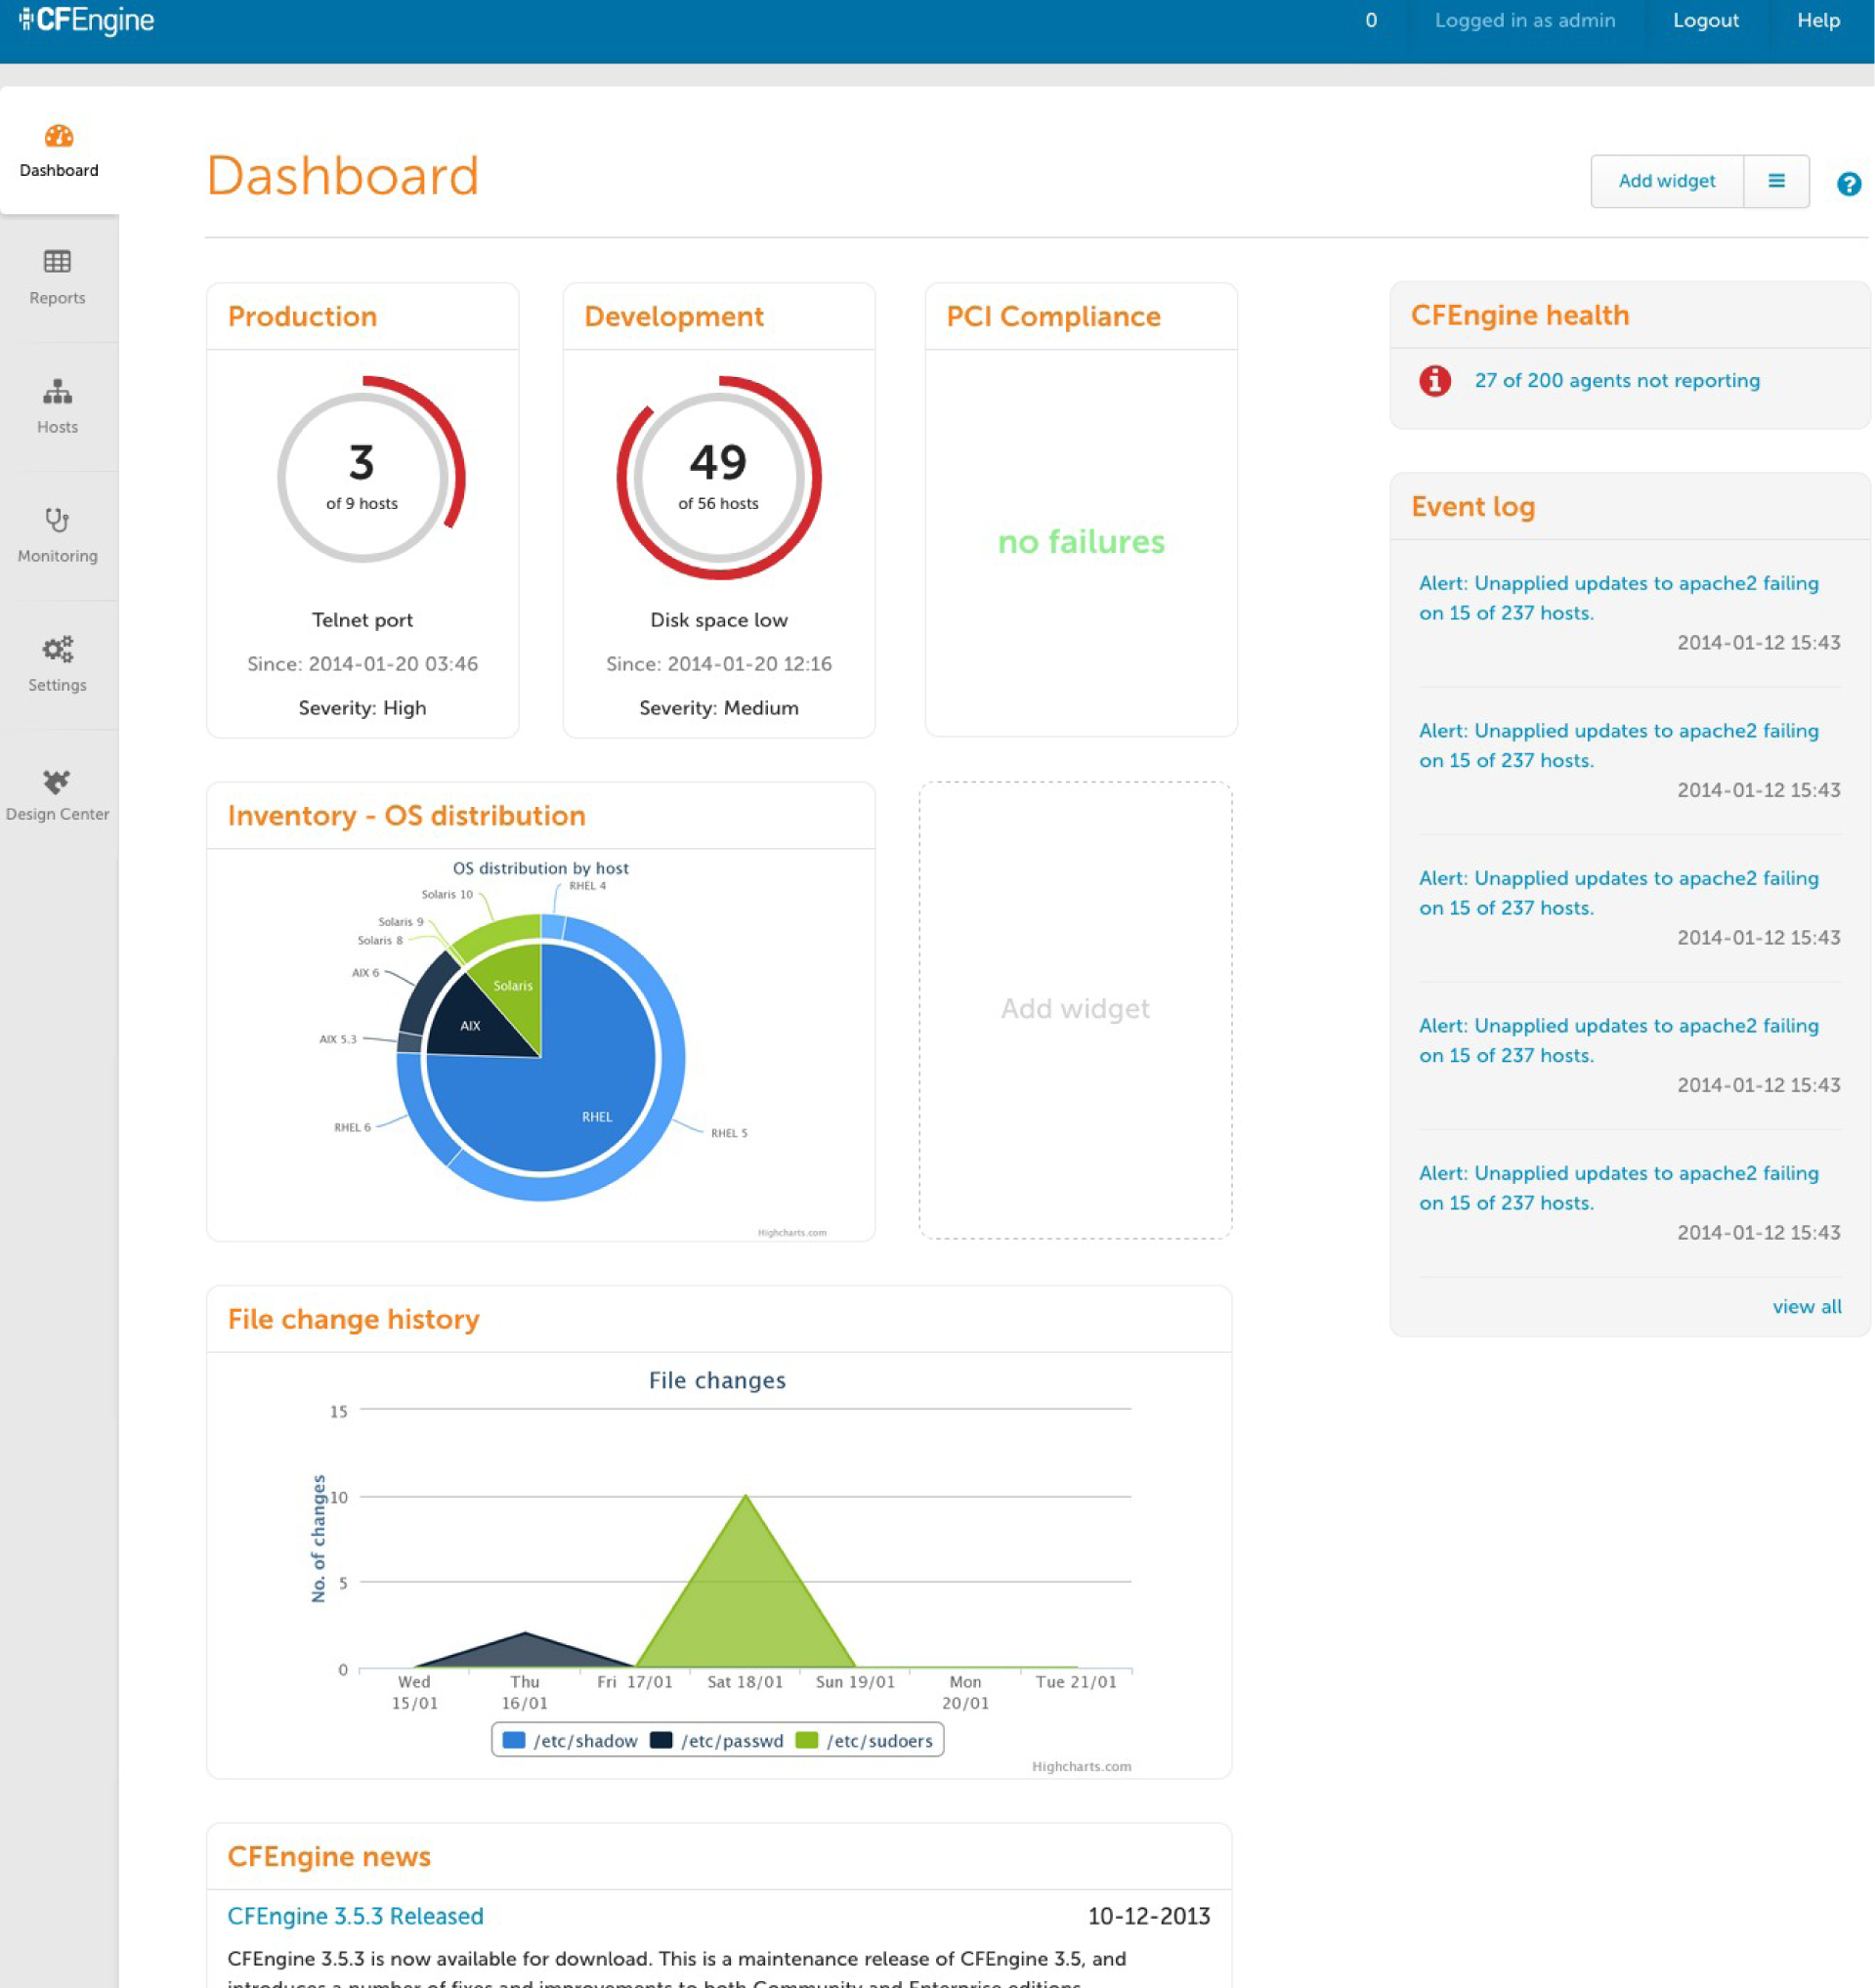 CFEngine
0
Logged in as admin
Logout
Help
Dashboard
Reports
Hosts
Monitoring
Settings
Design Center
Dashboard
Add widget
?
Production
3
of 9 hosts
Telnet port
Since: 2014-01-20 03:46
Severity: High
Development
49
of 56 hosts
Disk space low
Since: 2014-01-20 12:16
Severity: Medium
PCI Compliance
no failures
Inventory - OS distribution
OS distribution by host
RHEL 4
Solaris 10
Solaris 9
Solaris 8
AIX 6
Solaris
AIX
AIX 5.3
RHEL
RHEL 6
RHEL 5
Highcharts.com
Add widget
File change history
File changes
No. of changes
15
10
5
0
Wed
15/01
Thu
16/01
Fri 17/01
Sat 18/01
Sun 19/01
Mon
20/01
Tue 21/01
/etc/shadow /etc/passwd /etc/sudoers
Highcharts.com
CFEngine news
CFEngine 3.5.3 Released
10-12-2013
CFEngine 3.5.3 is now available for download. This is a maintenance release of CFEngine 3.5, and
introduces a number of fixes and improvements to both Community and Enterprise editions
CFEngine health
27 of 200 agents not reporting
Event log
Alert: Unapplied updates to apache2 failing
on 15 of 237 hosts.
2014-01-12 15:43
Alert: Unapplied updates to apache2 failing
on 15 of 237 hosts.
2014-01-12 15:43
Alert: Unapplied updates to apache2 failing
on 15 of 237 hosts.
2014-01-12 15:43
Alert: Unapplied updates to apache2 failing
on 15 of 237 hosts.
2014-01-12 15:43
Alert: Unapplied updates to apache2 failing
on 15 of 237 hosts.
2014-01-12 15:43
view all